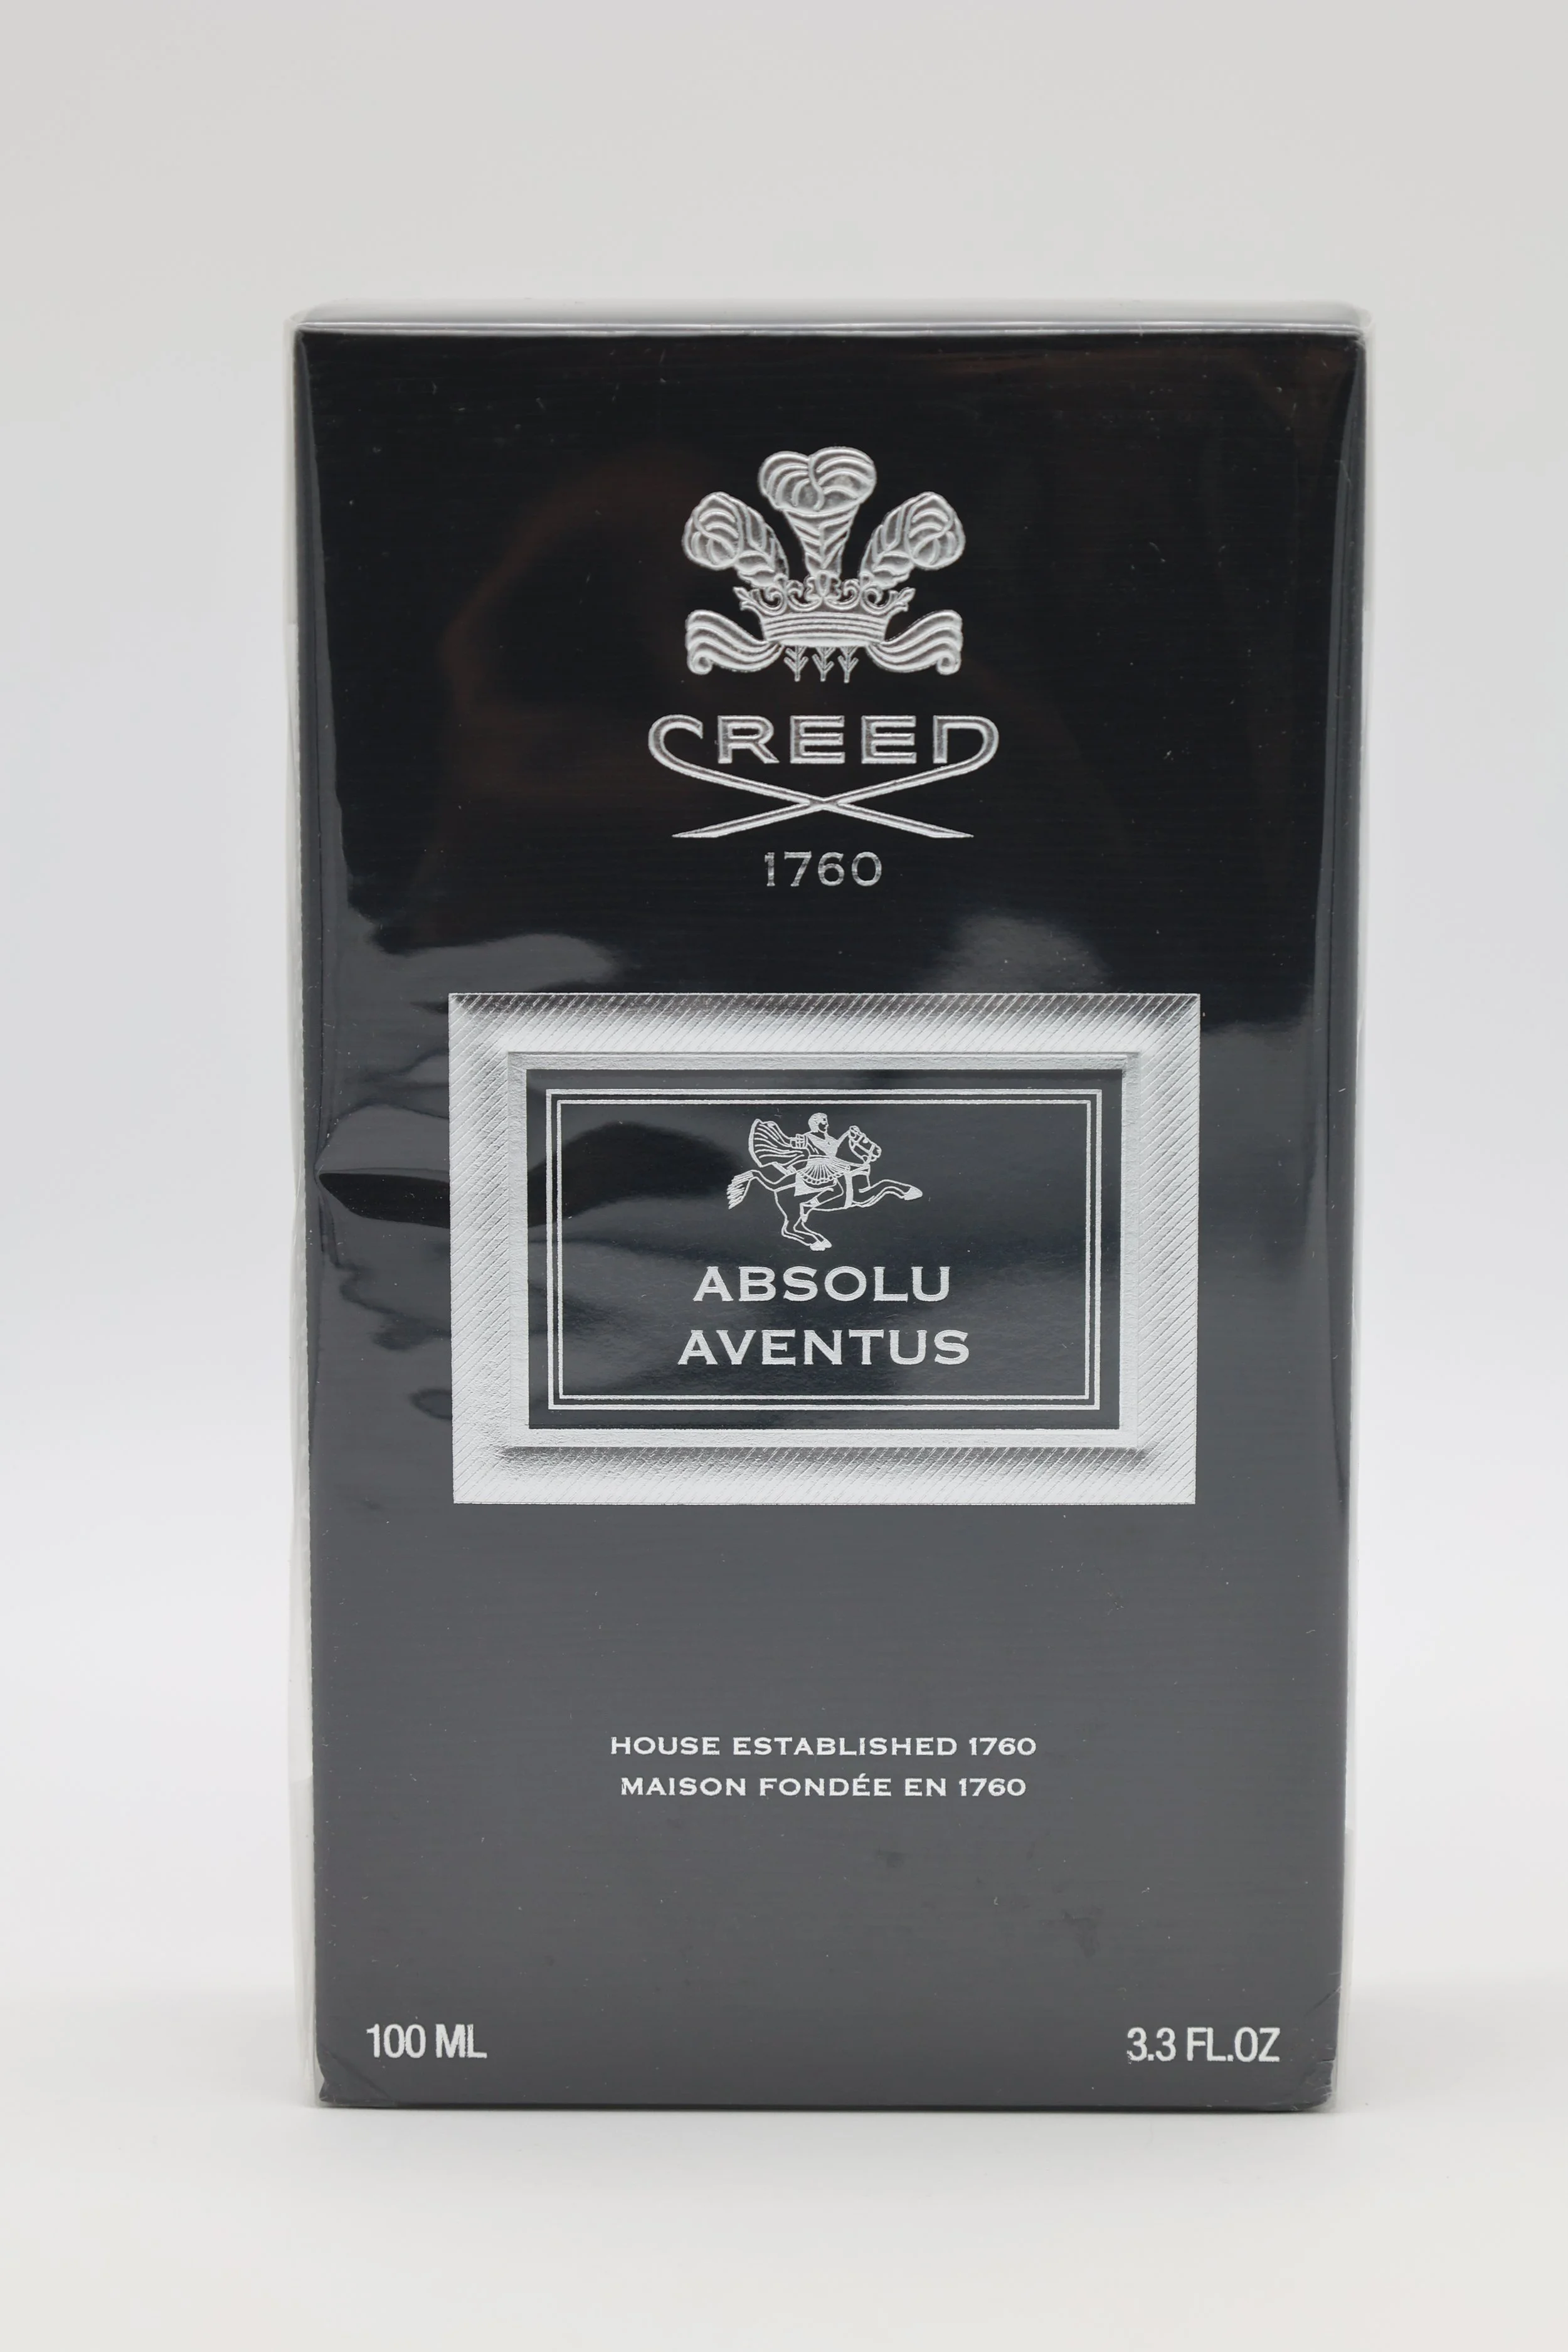 CREED
1760
ABSOLU
AVENTUS
HOUSE ESTABLISHED 1760
MAISON FONDÉE EN 1760
100 ML
3.3 FL.OZ